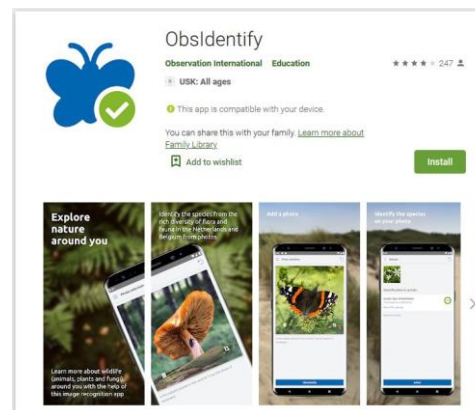 ObsIdentify
Observation International Education
247
USK: All ages
This app is compatible with your device.
You can share this with your family. Learn more about
Family Library
Add to wishlist
Install
Explore
nature
around you
Learn more about wildlife
(animals, plants and fungi)
around you with the help of
this image recognition app
Identify the species from the
rich diversity of flora and
fauna in the Netherlands and
Belgium from photos
Add a photo
Identify the species
on your photo